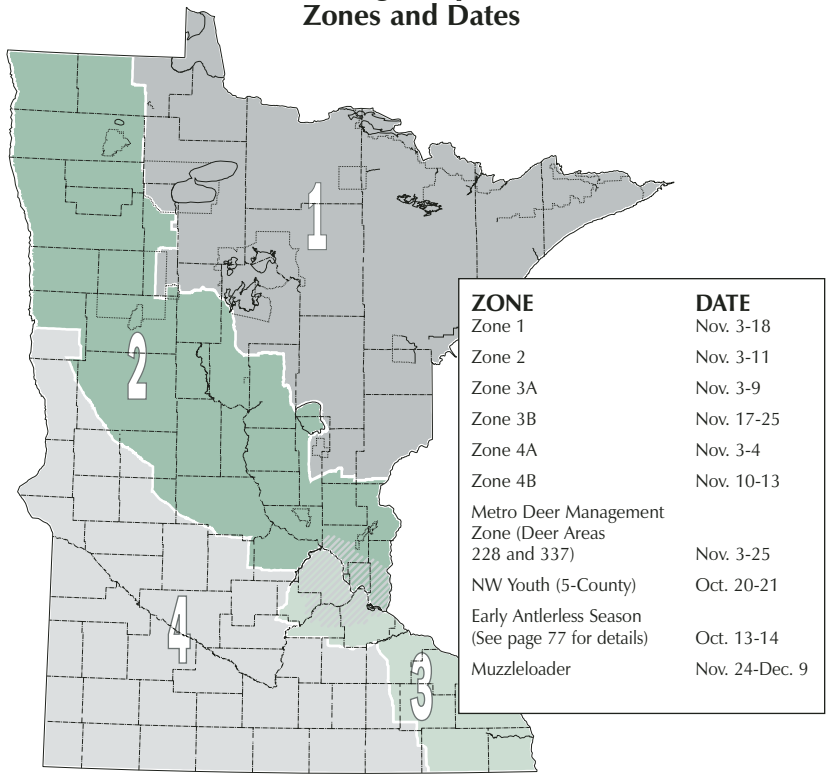 Zones and Dates
1
2
4
3
ZONE DATE
Zone 1 Nov. 3-18
Zone 2 Nov. 3-11
Zone 3A Nov. 3-9
Zone 3B Nov. 17-25
Zone 4A Nov. 3-4
Zone 4B Nov. 10-13
Metro Deer Management
Zone (Deer Areas
228 and 337) Nov. 3-25
NW Youth (5-County) Oct. 20-21
Early Antlerless Season
(See page 77 for details) Oct. 13-14
Muzzleloader Nov. 24-Dec. 9